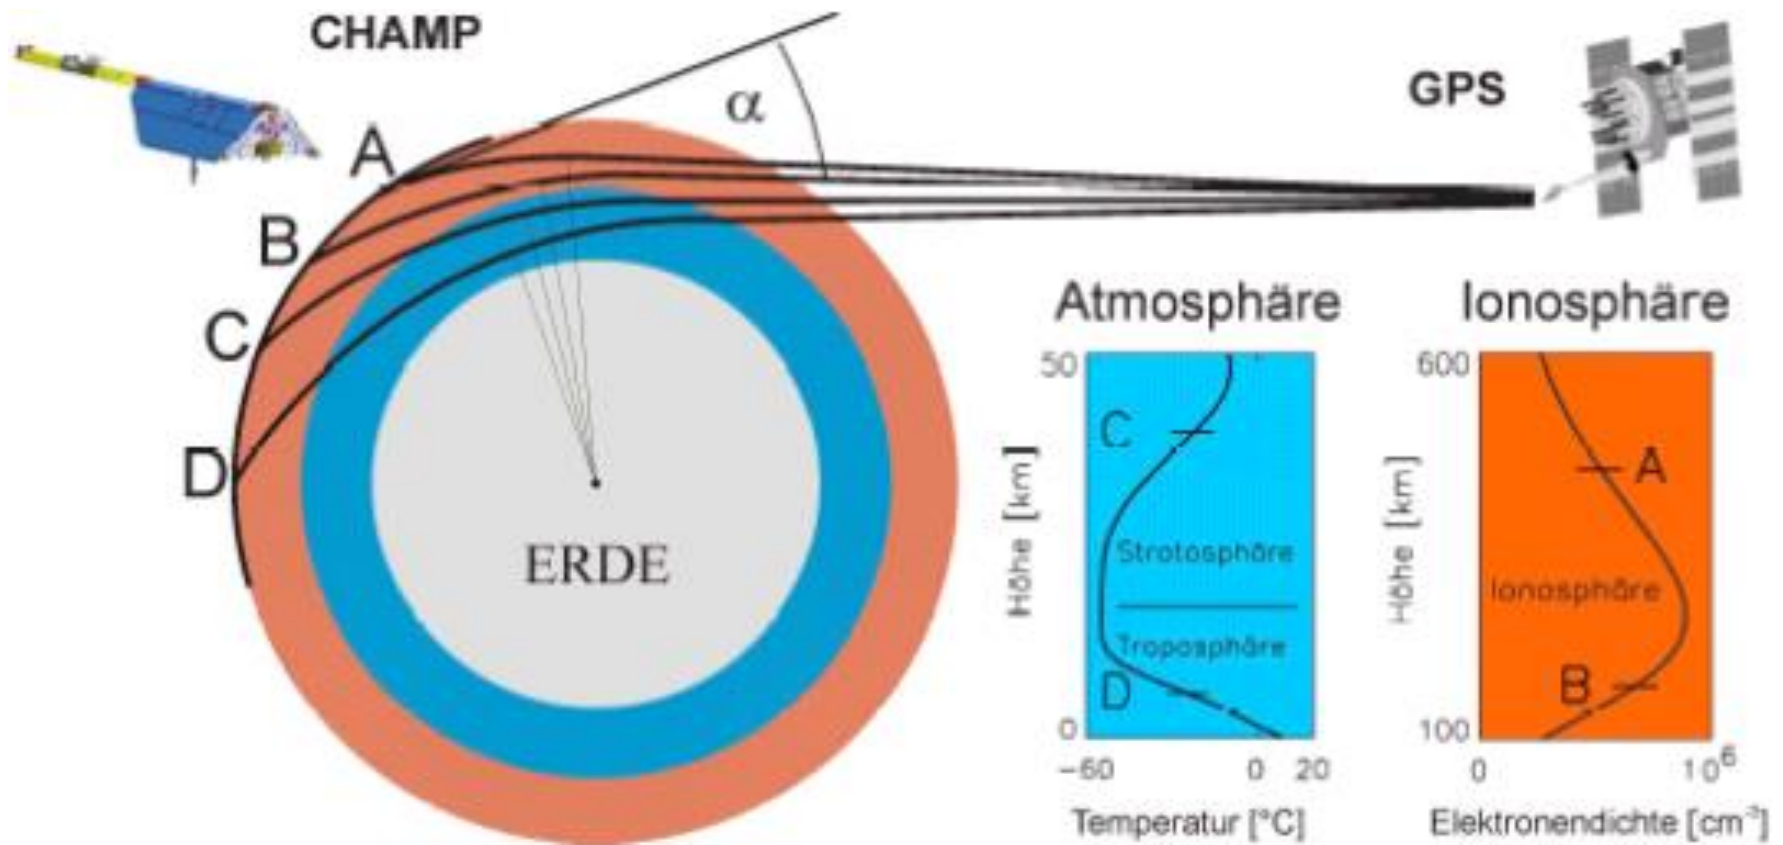 CHAMP
GPS
α
A
B
C
D
ERDE
Atmosphäre
50
C
Höhe [km]
Stratosphäre
Troposphäre
D
0
-60 0 20
Temperatur [°C]
Ionosphäre
600
A
Höhe [km]
Ionosphäre
B
100
0 10⁶
Elektronendichte [cm⁻³]